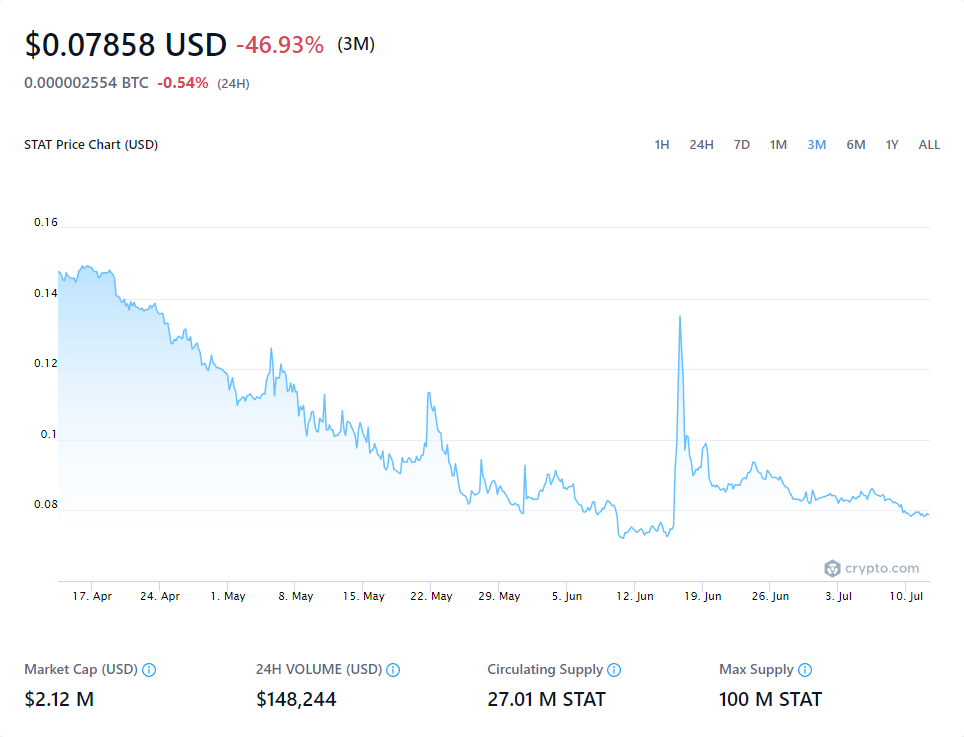 $0.07858 USD -46.93% (3M)
0.000002554 BTC -0.54% (24H)
STAT Price Chart (USD) 1H 24H 7D 1M 3M 6M 1Y ALL
0.16
0.14
0.12
0.1
0.08
crypto.com
17. Apr 24. Apr 1. May 8. May 15. May 22. May 29. May 5. Jun 12. Jun 19. Jun 26. Jun 3. Jul 10. Jul
Market Cap (USD) 24H VOLUME (USD) Circulating Supply Max Supply
$2.12 M $148,244 27.01 M STAT 100 M STAT